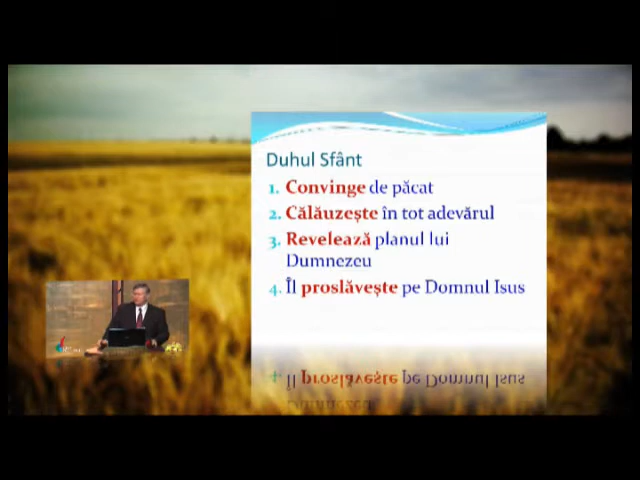 Duhul Sfânt
1. Convinge de păcat
2. Călăuzește în tot adevărul
3. Revelează planul lui
Dumnezeu
4. Îl proslăvește pe Domnul Isus